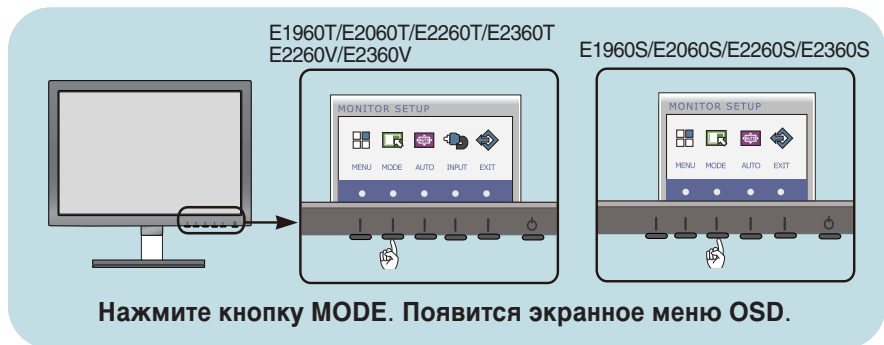 E1960T/E2060T/E2260T/E2360T
E2260V/E2360V
MONITOR SETUP
MENU MODE AUTO INPUT EXIT
E1960S/E2060S/E2260S/E2360S
MONITOR SETUP
MENU MODE AUTO EXIT
Нажмите кнопку MODE. Появится экранное меню OSD.